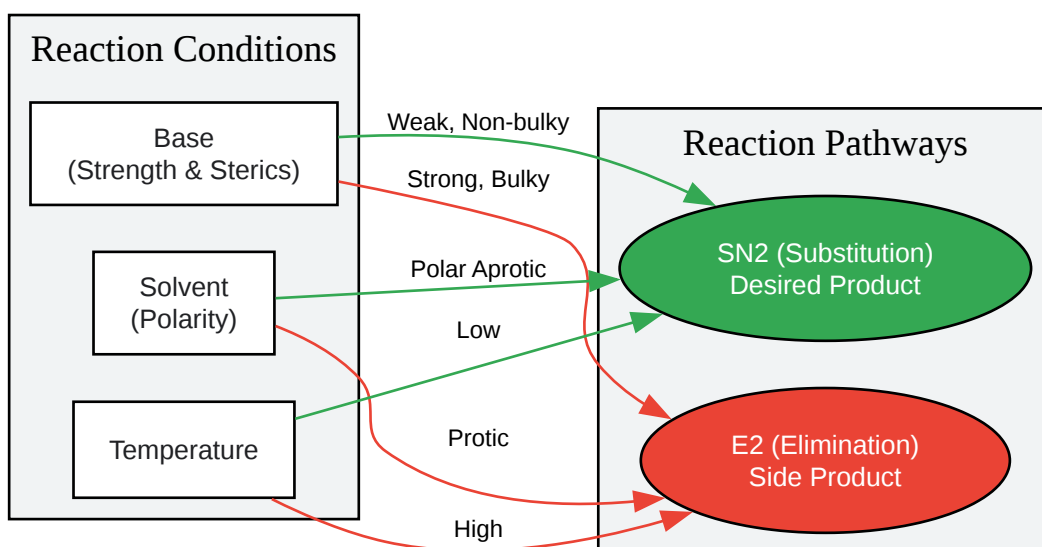 Reaction Conditions
Base
(Strength & Sterics)
Solvent
(Polarity)
Temperature
Weak, Non-bulky
Strong, Bulky
Polar Aprotic
Low
Protic
High
Reaction Pathways
SN2 (Substitution)
Desired Product
E2 (Elimination)
Side Product